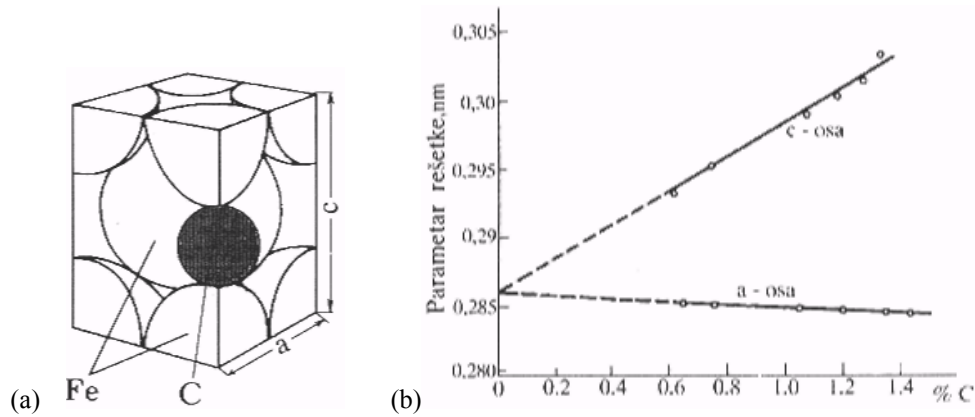 (a)
Fe
C
a
c
(b)
Parametar rešetke,nm
0,305
0,30
0,295
0,29
0,285
0,280
c - osa
a - osa
0
0.2
0.4
0.6
0.8
1.0
1.2
1.4
% C